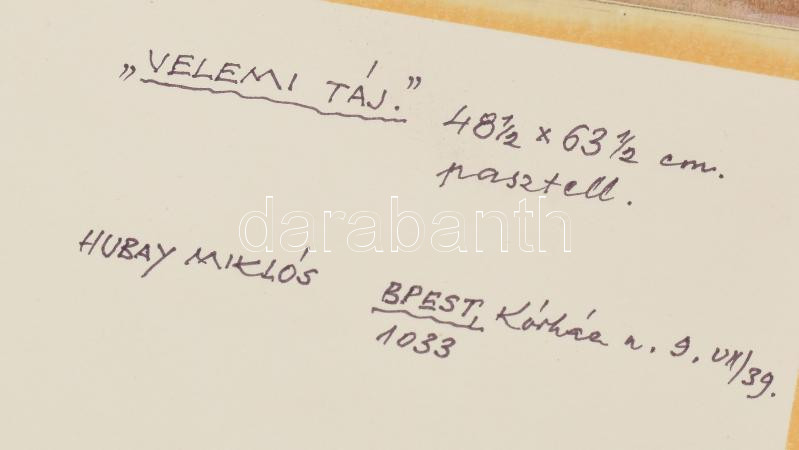 „VELEMI TÁJ.”
48½ x 63½ cm.
pasztell.
darabanth
HUBAY MIKLÓS
BPEST, Kórház u. 9. VII/39.
1033